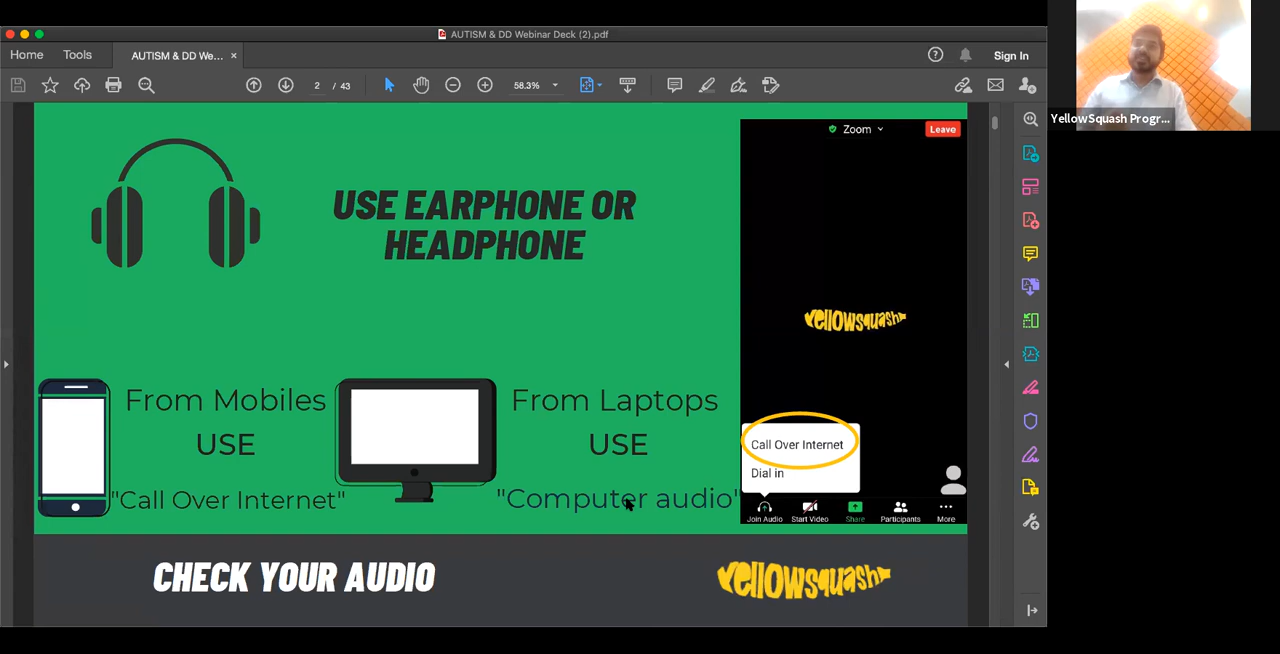 AUTISM & DD Webinar Deck (2).pdf
Home Tools AUTISM & DD We... × Sign In
2 / 43 58.3%
YellowSquash Progr...
Zoom Leave
USE EARPHONE OR
HEADPHONE
yellowsquash
From Mobiles
USE
"Call Over Internet"
From Laptops
USE
"Computer audio"
Call Over Internet
Dial in
Join Audio Start Video Share Participants More
CHECK YOUR AUDIO
yellowsquash